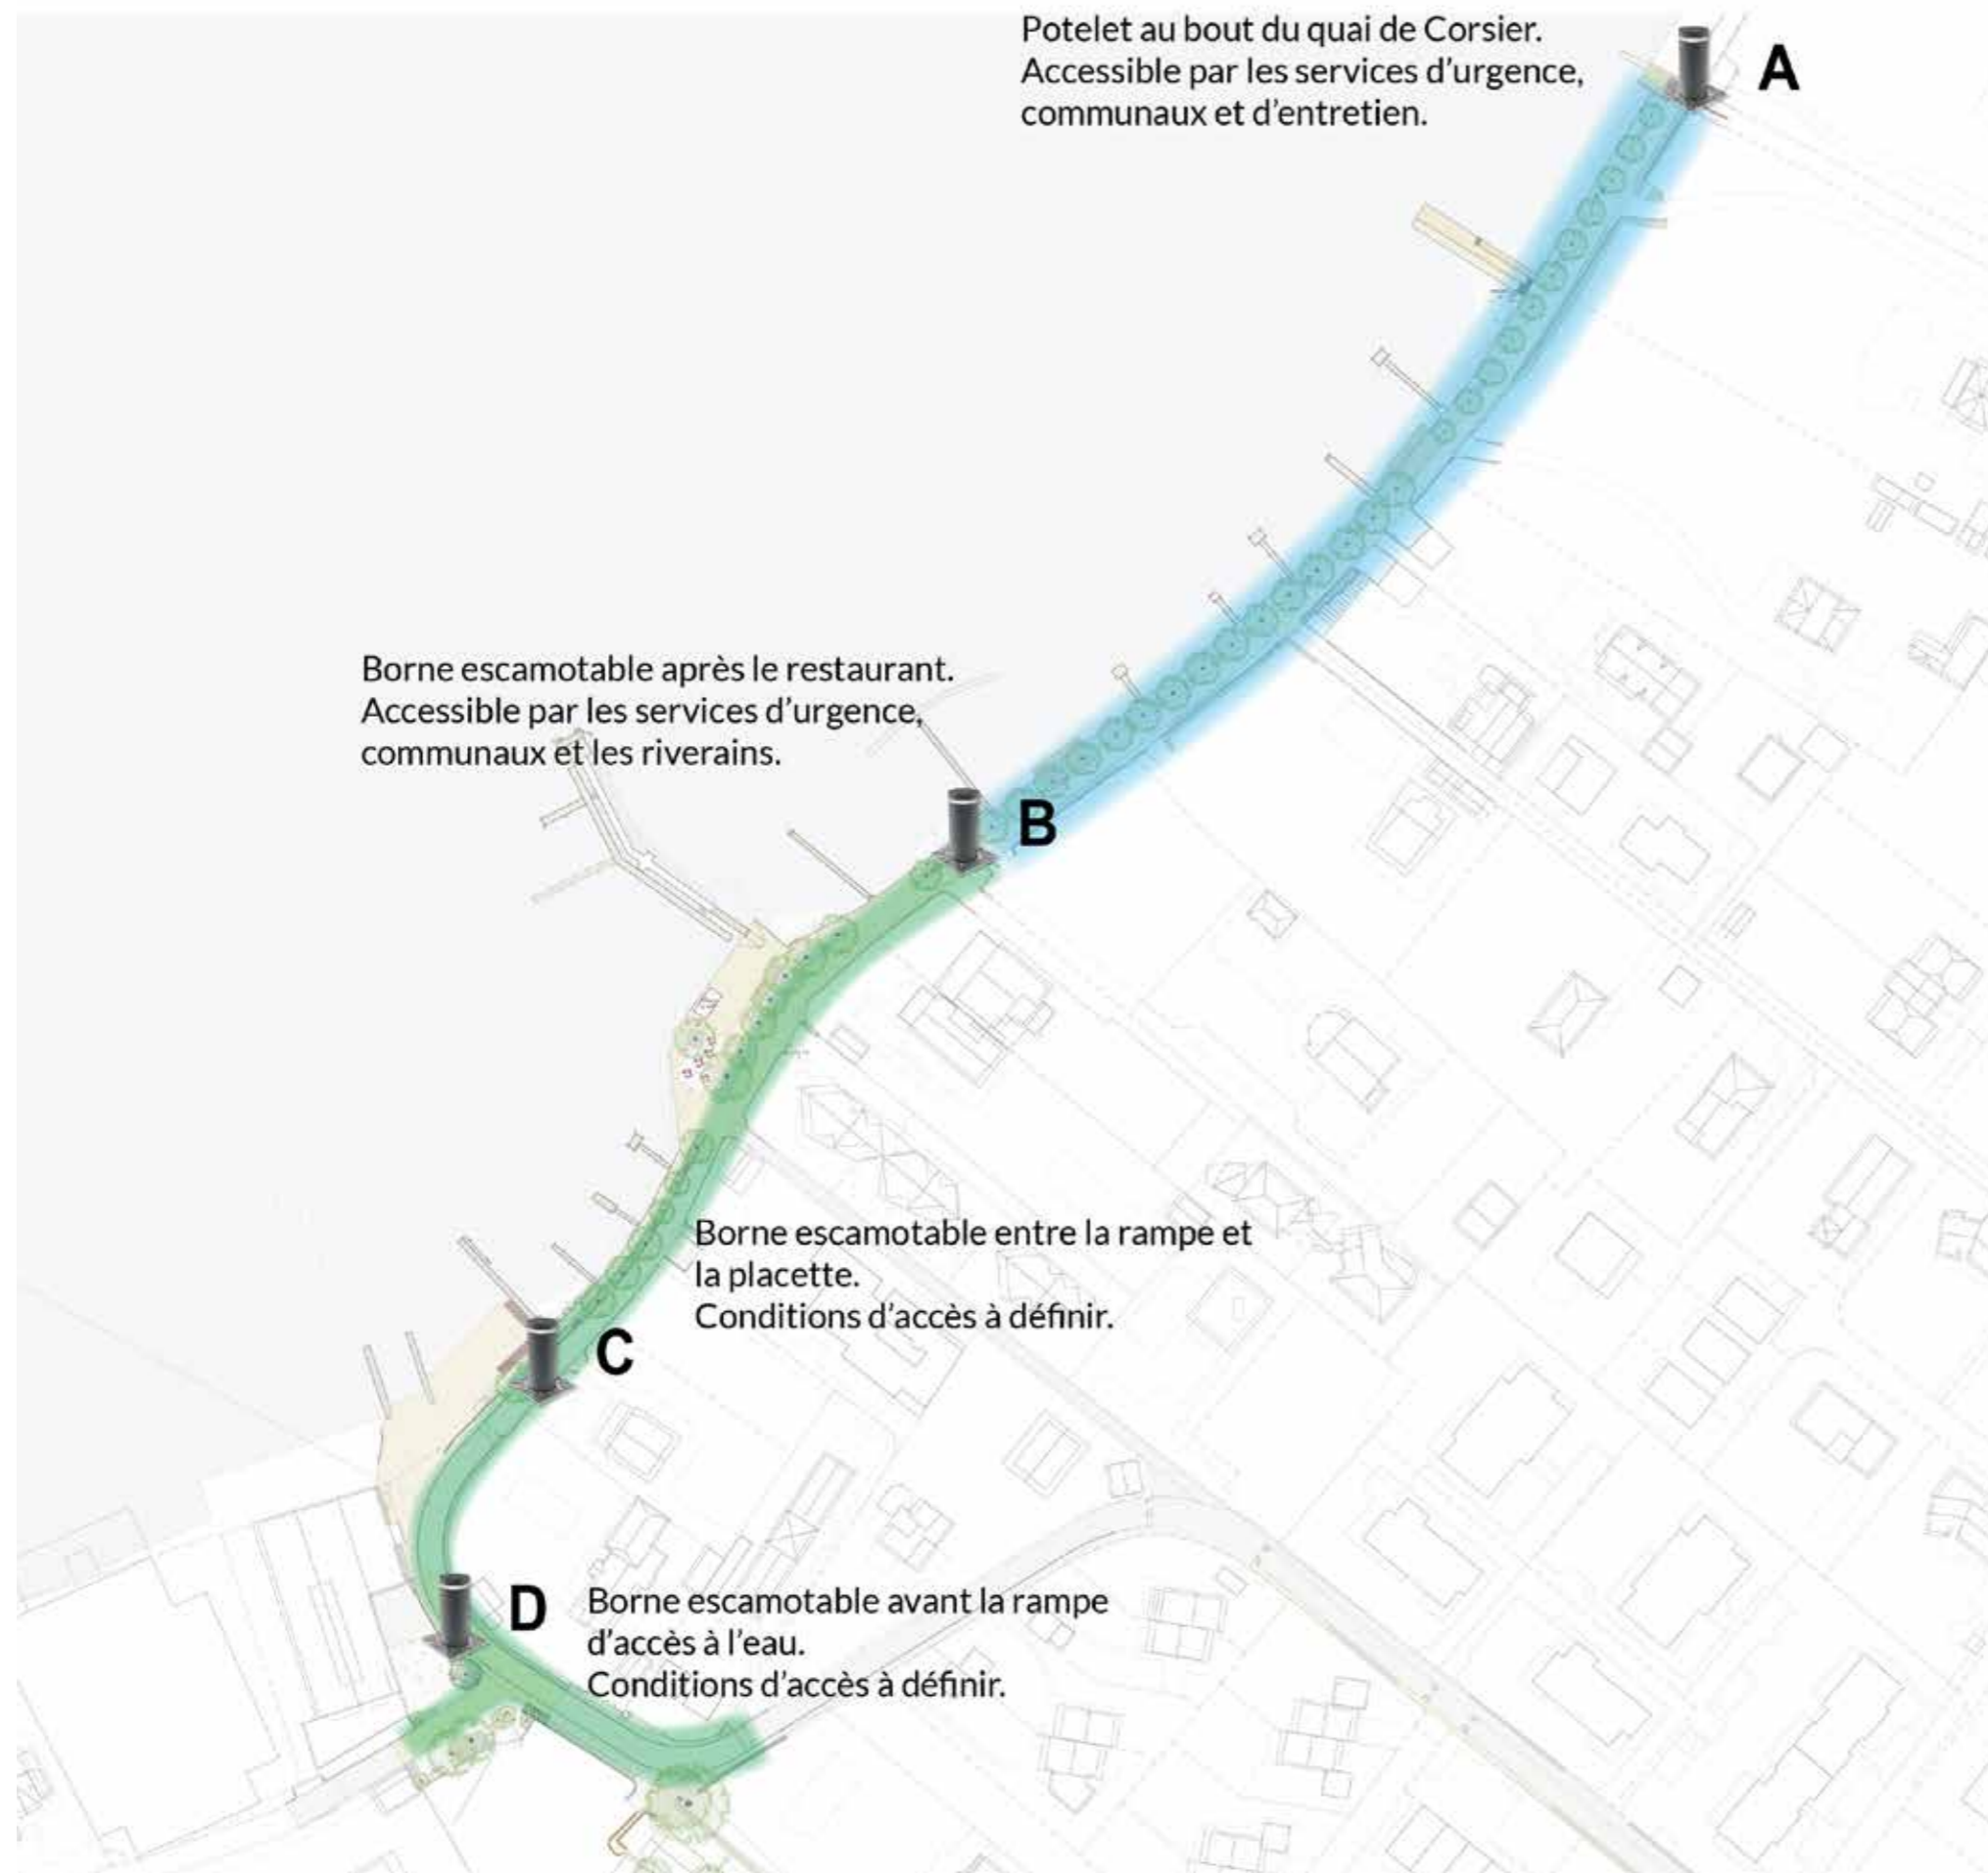 Potelet au bout du quai de Corsier.
Accessible par les services d'urgence,
communaux et d'entretien.
A
Borne escamotable après le restaurant.
Accessible par les services d'urgence,
communaux et les riverains.
B
Borne escamotable entre la rampe et
la placette.
Conditions d'accès à définir.
C
D
Borne escamotable avant la rampe
d'accès à l'eau.
Conditions d'accès à définir.